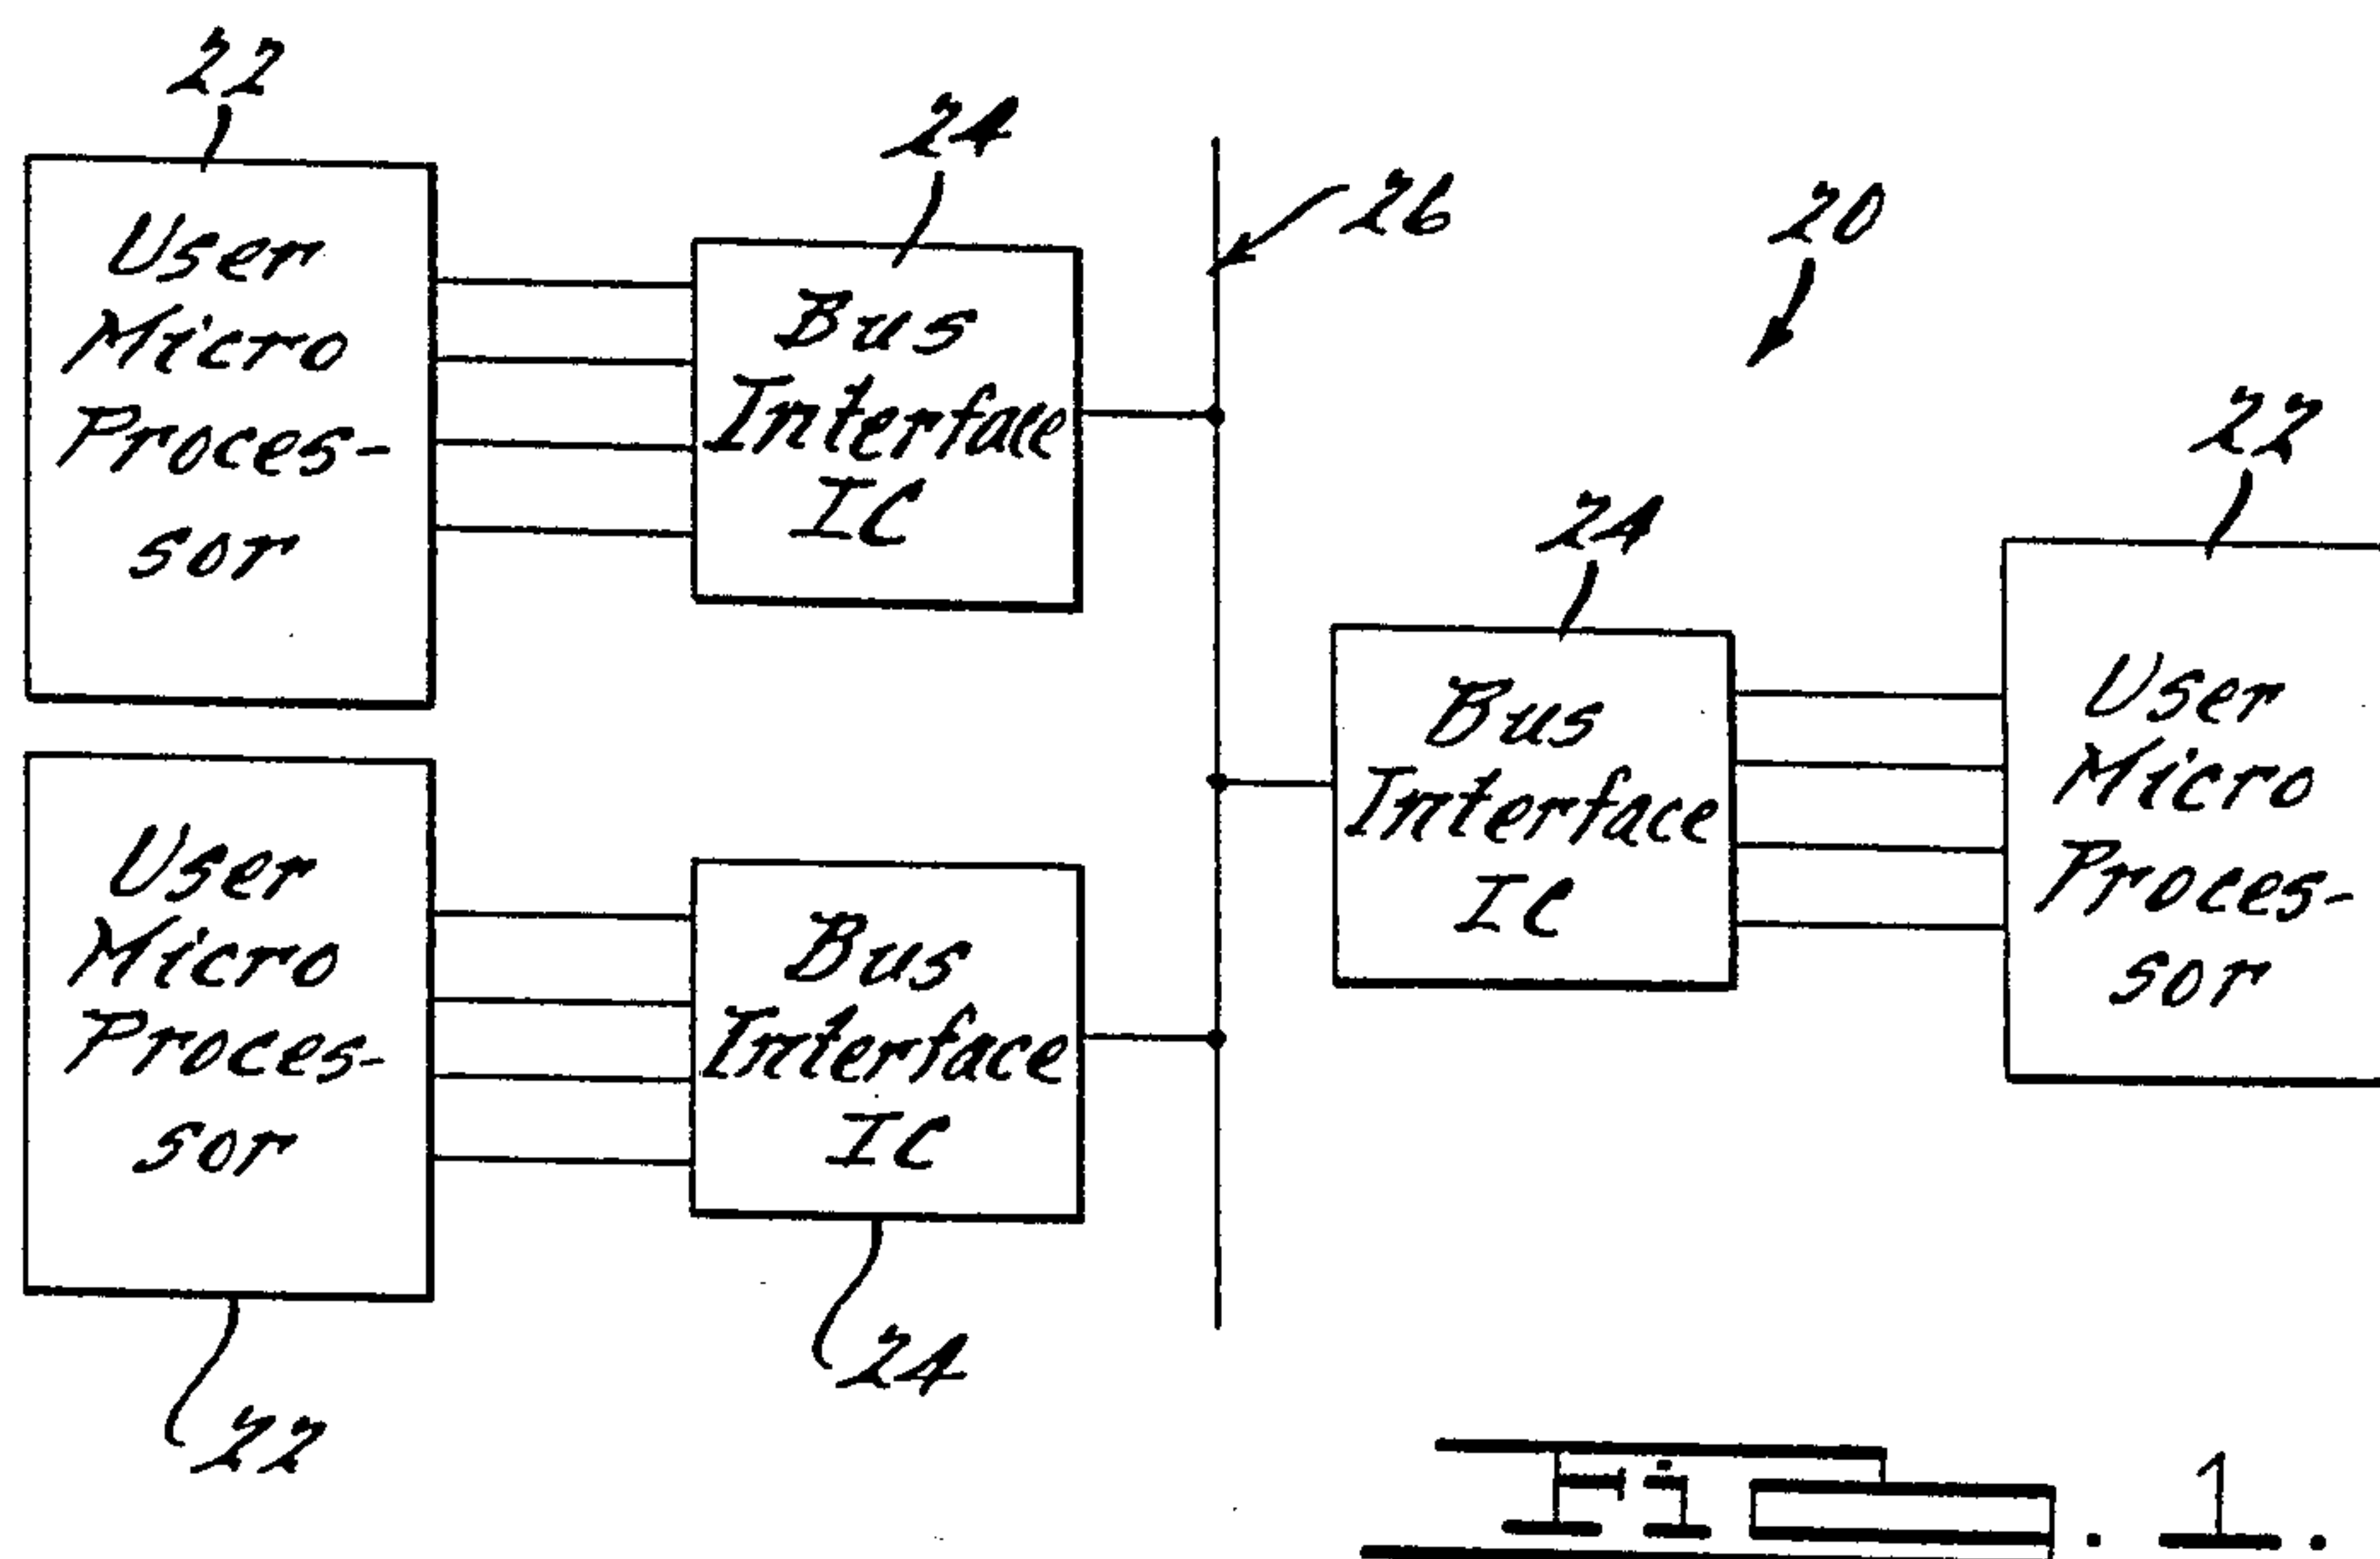 22
User
Micro
Proces-
sor
24
Bus
Interface
IC
26
20
22
User
Micro
Proces-
sor
24
Bus
Interface
IC
User
Micro
Proces-
sor
22
Bus
Interface
IC
24
Fig. 1.